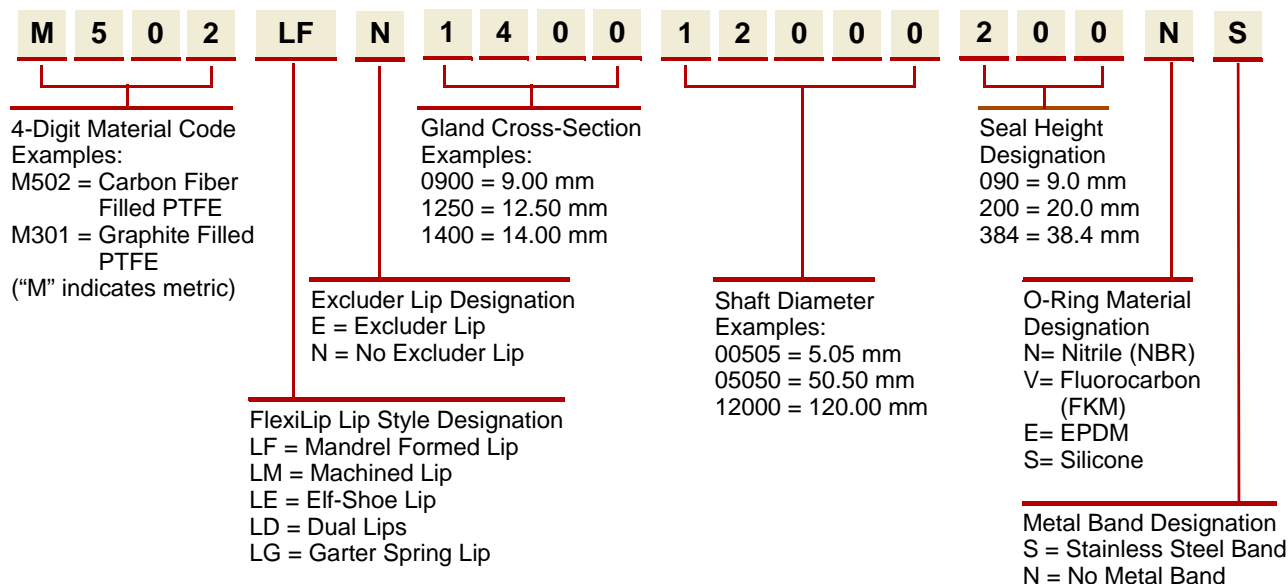 M 5 0 2 LF N 1 4 0 0 1 2 0 0 0 2 0 0 N S
4-Digit Material Code
Examples:
M502 = Carbon Fiber
Filled PTFE
M301 = Graphite Filled
PTFE
(“M” indicates metric)
Gland Cross-Section
Examples:
0900 = 9.00 mm
1250 = 12.50 mm
1400 = 14.00 mm
Seal Height
Designation
090 = 9.0 mm
200 = 20.0 mm
384 = 38.4 mm
Excluder Lip Designation
E = Excluder Lip
N = No Excluder Lip
Shaft Diameter
Examples:
00505 = 5.05 mm
05050 = 50.50 mm
12000 = 120.00 mm
O-Ring Material
Designation
N= Nitrile (NBR)
V= Fluorocarbon
(FKM)
E= EPDM
S= Silicone
FlexiLip Lip Style Designation
LF = Mandrel Formed Lip
LM = Machined Lip
LE = Elf-Shoe Lip
LD = Dual Lips
LG = Garter Spring Lip
Metal Band Designation
S = Stainless Steel Band
N = No Metal Band